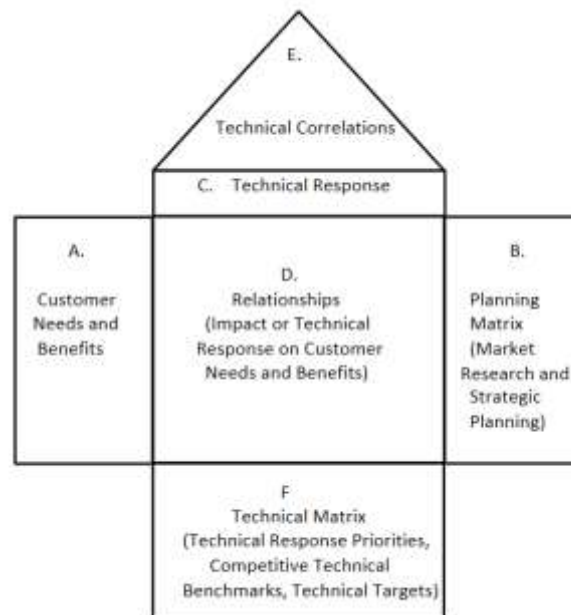 E.
Technical Correlations
C. Technical Response
A.
Customer
Needs and
Benefits
D.
Relationships
(Impact or Technical
Response on Customer
Needs and Benefits)
B.
Planning
Matrix
(Market
Research and
Strategic
Planning)
F
Technical Matrix
(Technical Response Priorities,
Competitive Technical
Benchmarks, Technical Targets)